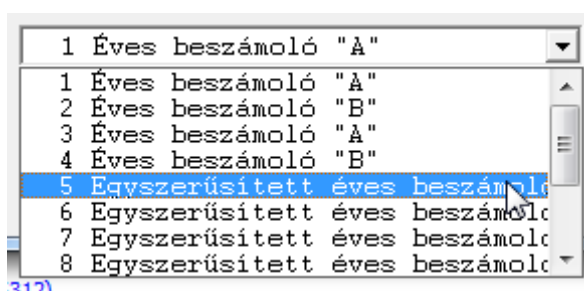 1 Éves beszámoló "A"
1 Éves beszámoló "A"
2 Éves beszámoló "B"
3 Éves beszámoló "A"
4 Éves beszámoló "B"
5 Egyszerűsített éves
6 Egyszerűsített éves
7 Egyszerűsített éves
8 Egyszerűsített éves
312)